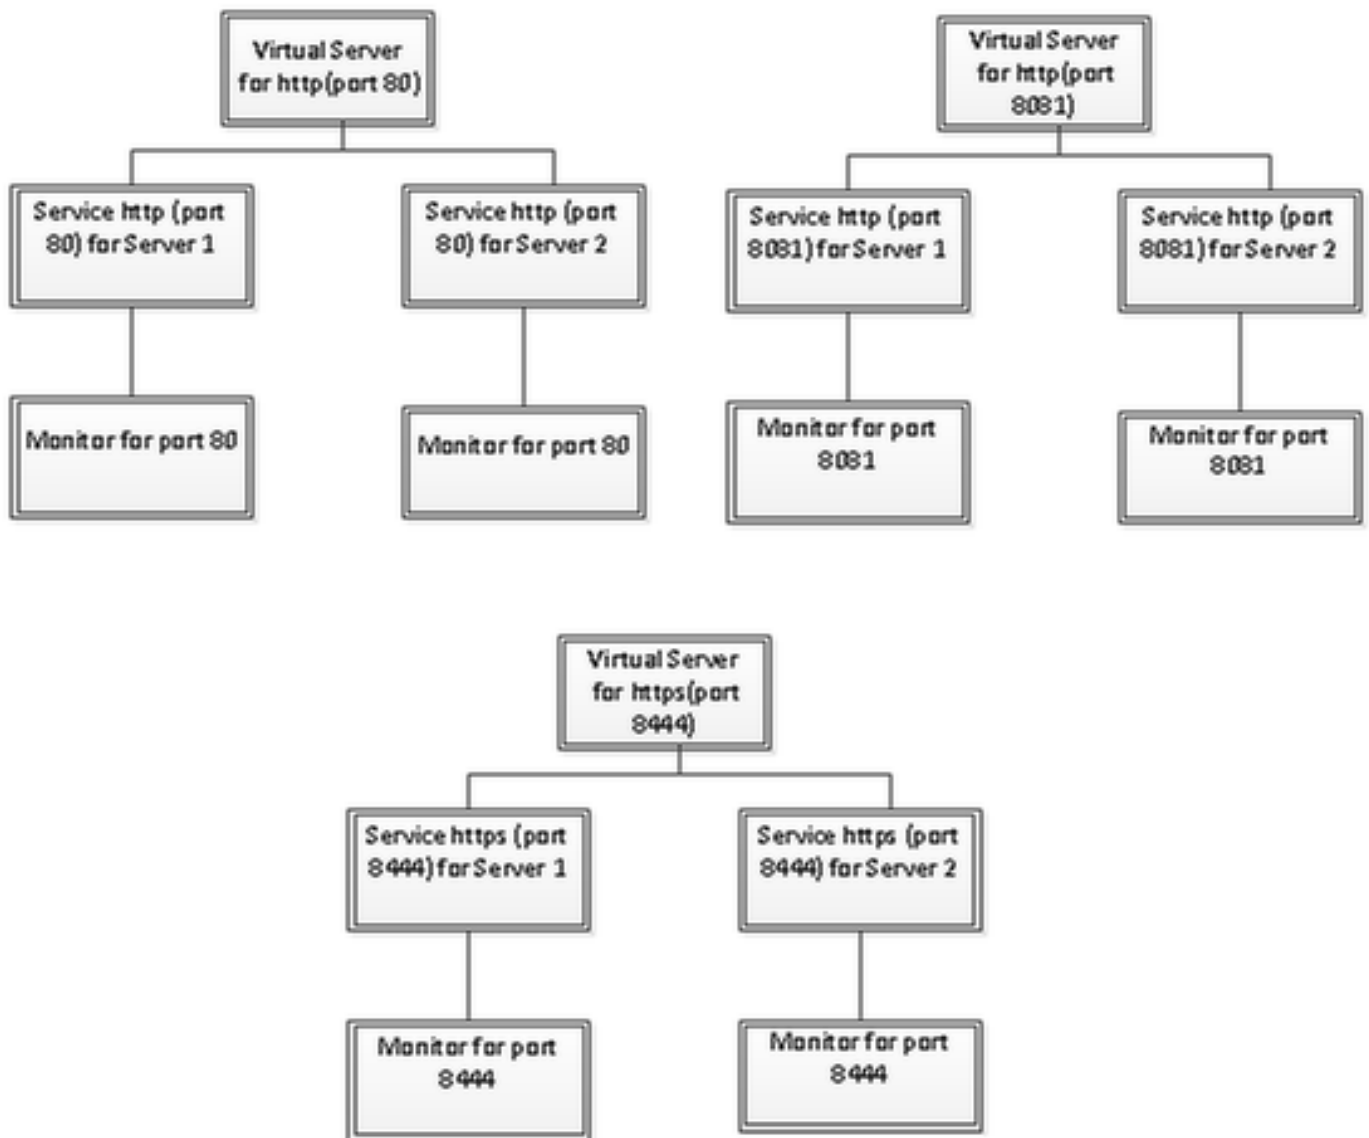 Virtual Server
for http(port 80)
Service http (port
80) for Server 1
Service http (port
80) for Server 2
Monitor for port 80
Monitor for port 80
Virtual Server
for http(port
8081)
Service http (port
8081) for Server 1
Service http (port
8081) for Server 2
Monitor for port
8081
Monitor for port
8081
Virtual Server
for https(port
8444)
Service https (port
8444) for Server 1
Service https (port
8444) for Server 2
Monitor for port
8444
Monitor for port
8444